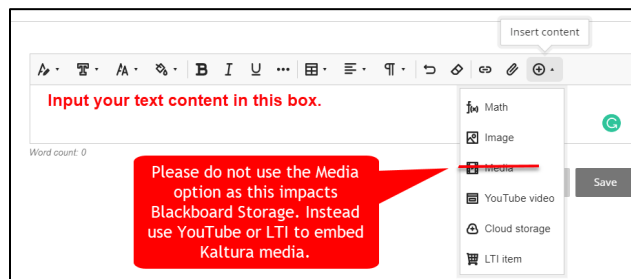 Insert content
B I U
Input your text content in this box.
Word count: 0
Please do not use the Media
option as this impacts
Blackboard Storage. Instead
use YouTube or LTI to embed
Kaltura media.
f(x) Math
Image
Media
YouTube video
Cloud storage
LTI item
Save